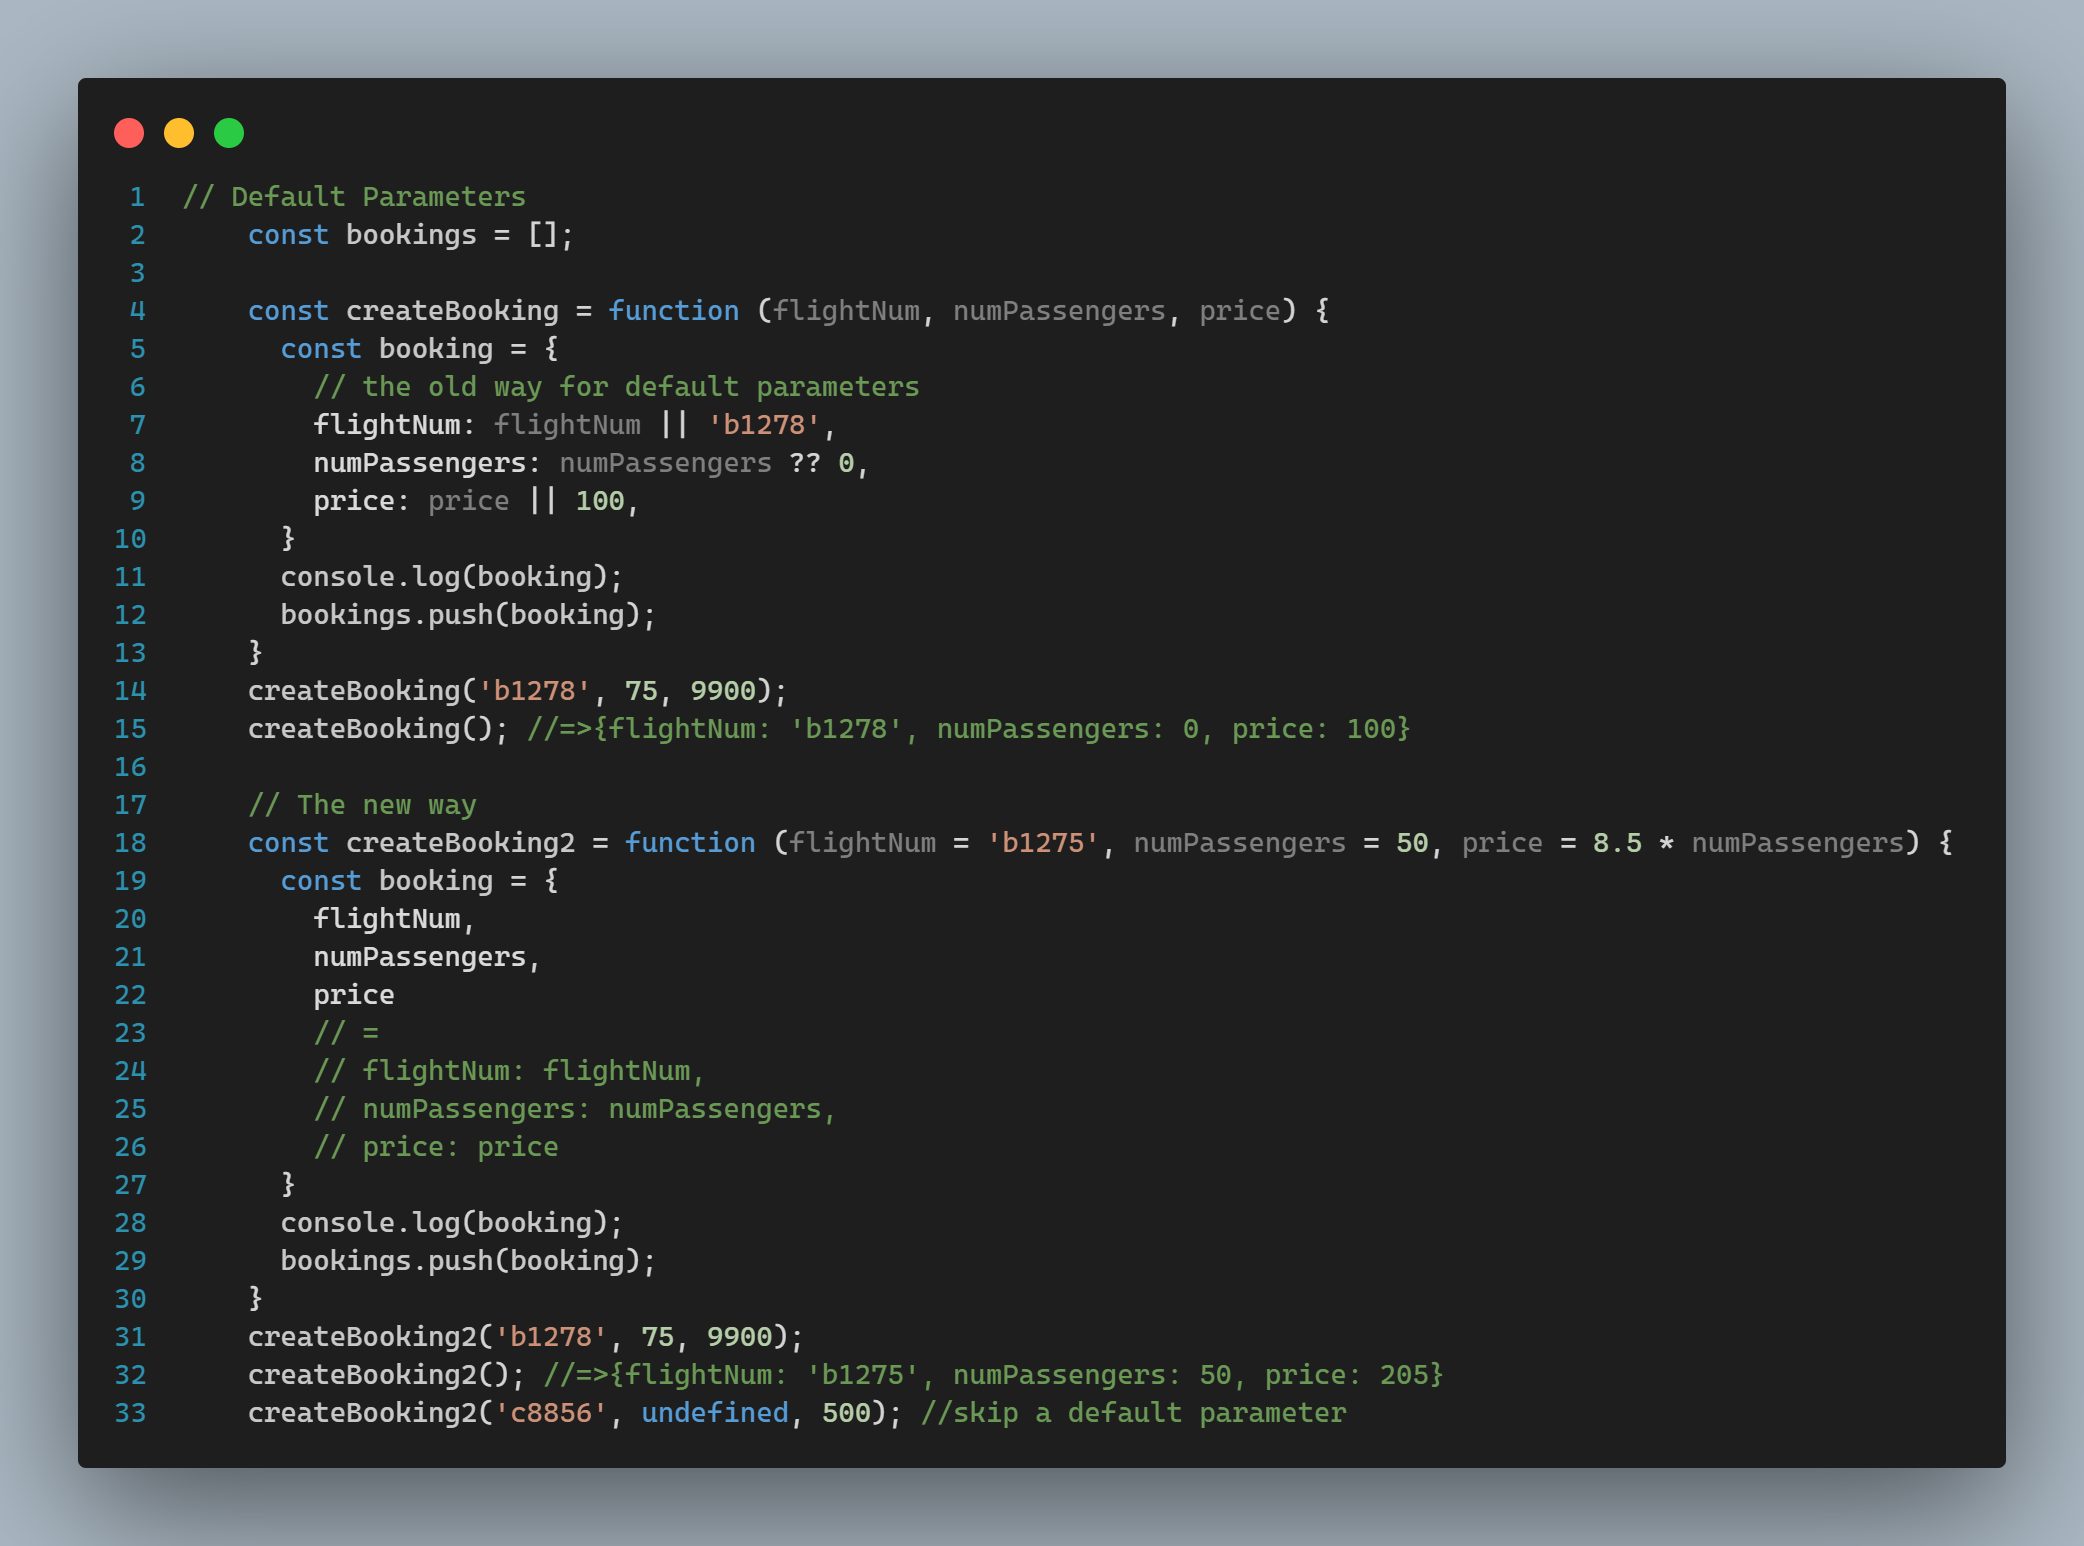 1 // Default Parameters
2     const bookings = [];
3
4     const createBooking = function (flightNum, numPassengers, price) {
5       const booking = {
6         // the old way for default parameters
7         flightNum: flightNum || 'b1278',
8         numPassengers: numPassengers ?? 0,
9         price: price || 100,
10       }
11       console.log(booking);
12       bookings.push(booking);
13     }
14     createBooking('b1278', 75, 9900);
15     createBooking(); //=>{flightNum: 'b1278', numPassengers: 0, price: 100}
16
17     // The new way
18     const createBooking2 = function (flightNum = 'b1275', numPassengers = 50, price = 8.5 * numPassengers) {
19       const booking = {
20         flightNum,
21         numPassengers,
22         price
23         // =
24         // flightNum: flightNum,
25         // numPassengers: numPassengers,
26         // price: price
27       }
28       console.log(booking);
29       bookings.push(booking);
30     }
31     createBooking2('b1278', 75, 9900);
32     createBooking2(); //=>{flightNum: 'b1275', numPassengers: 50, price: 205}
33     createBooking2('c8856', undefined, 500); //skip a default parameter